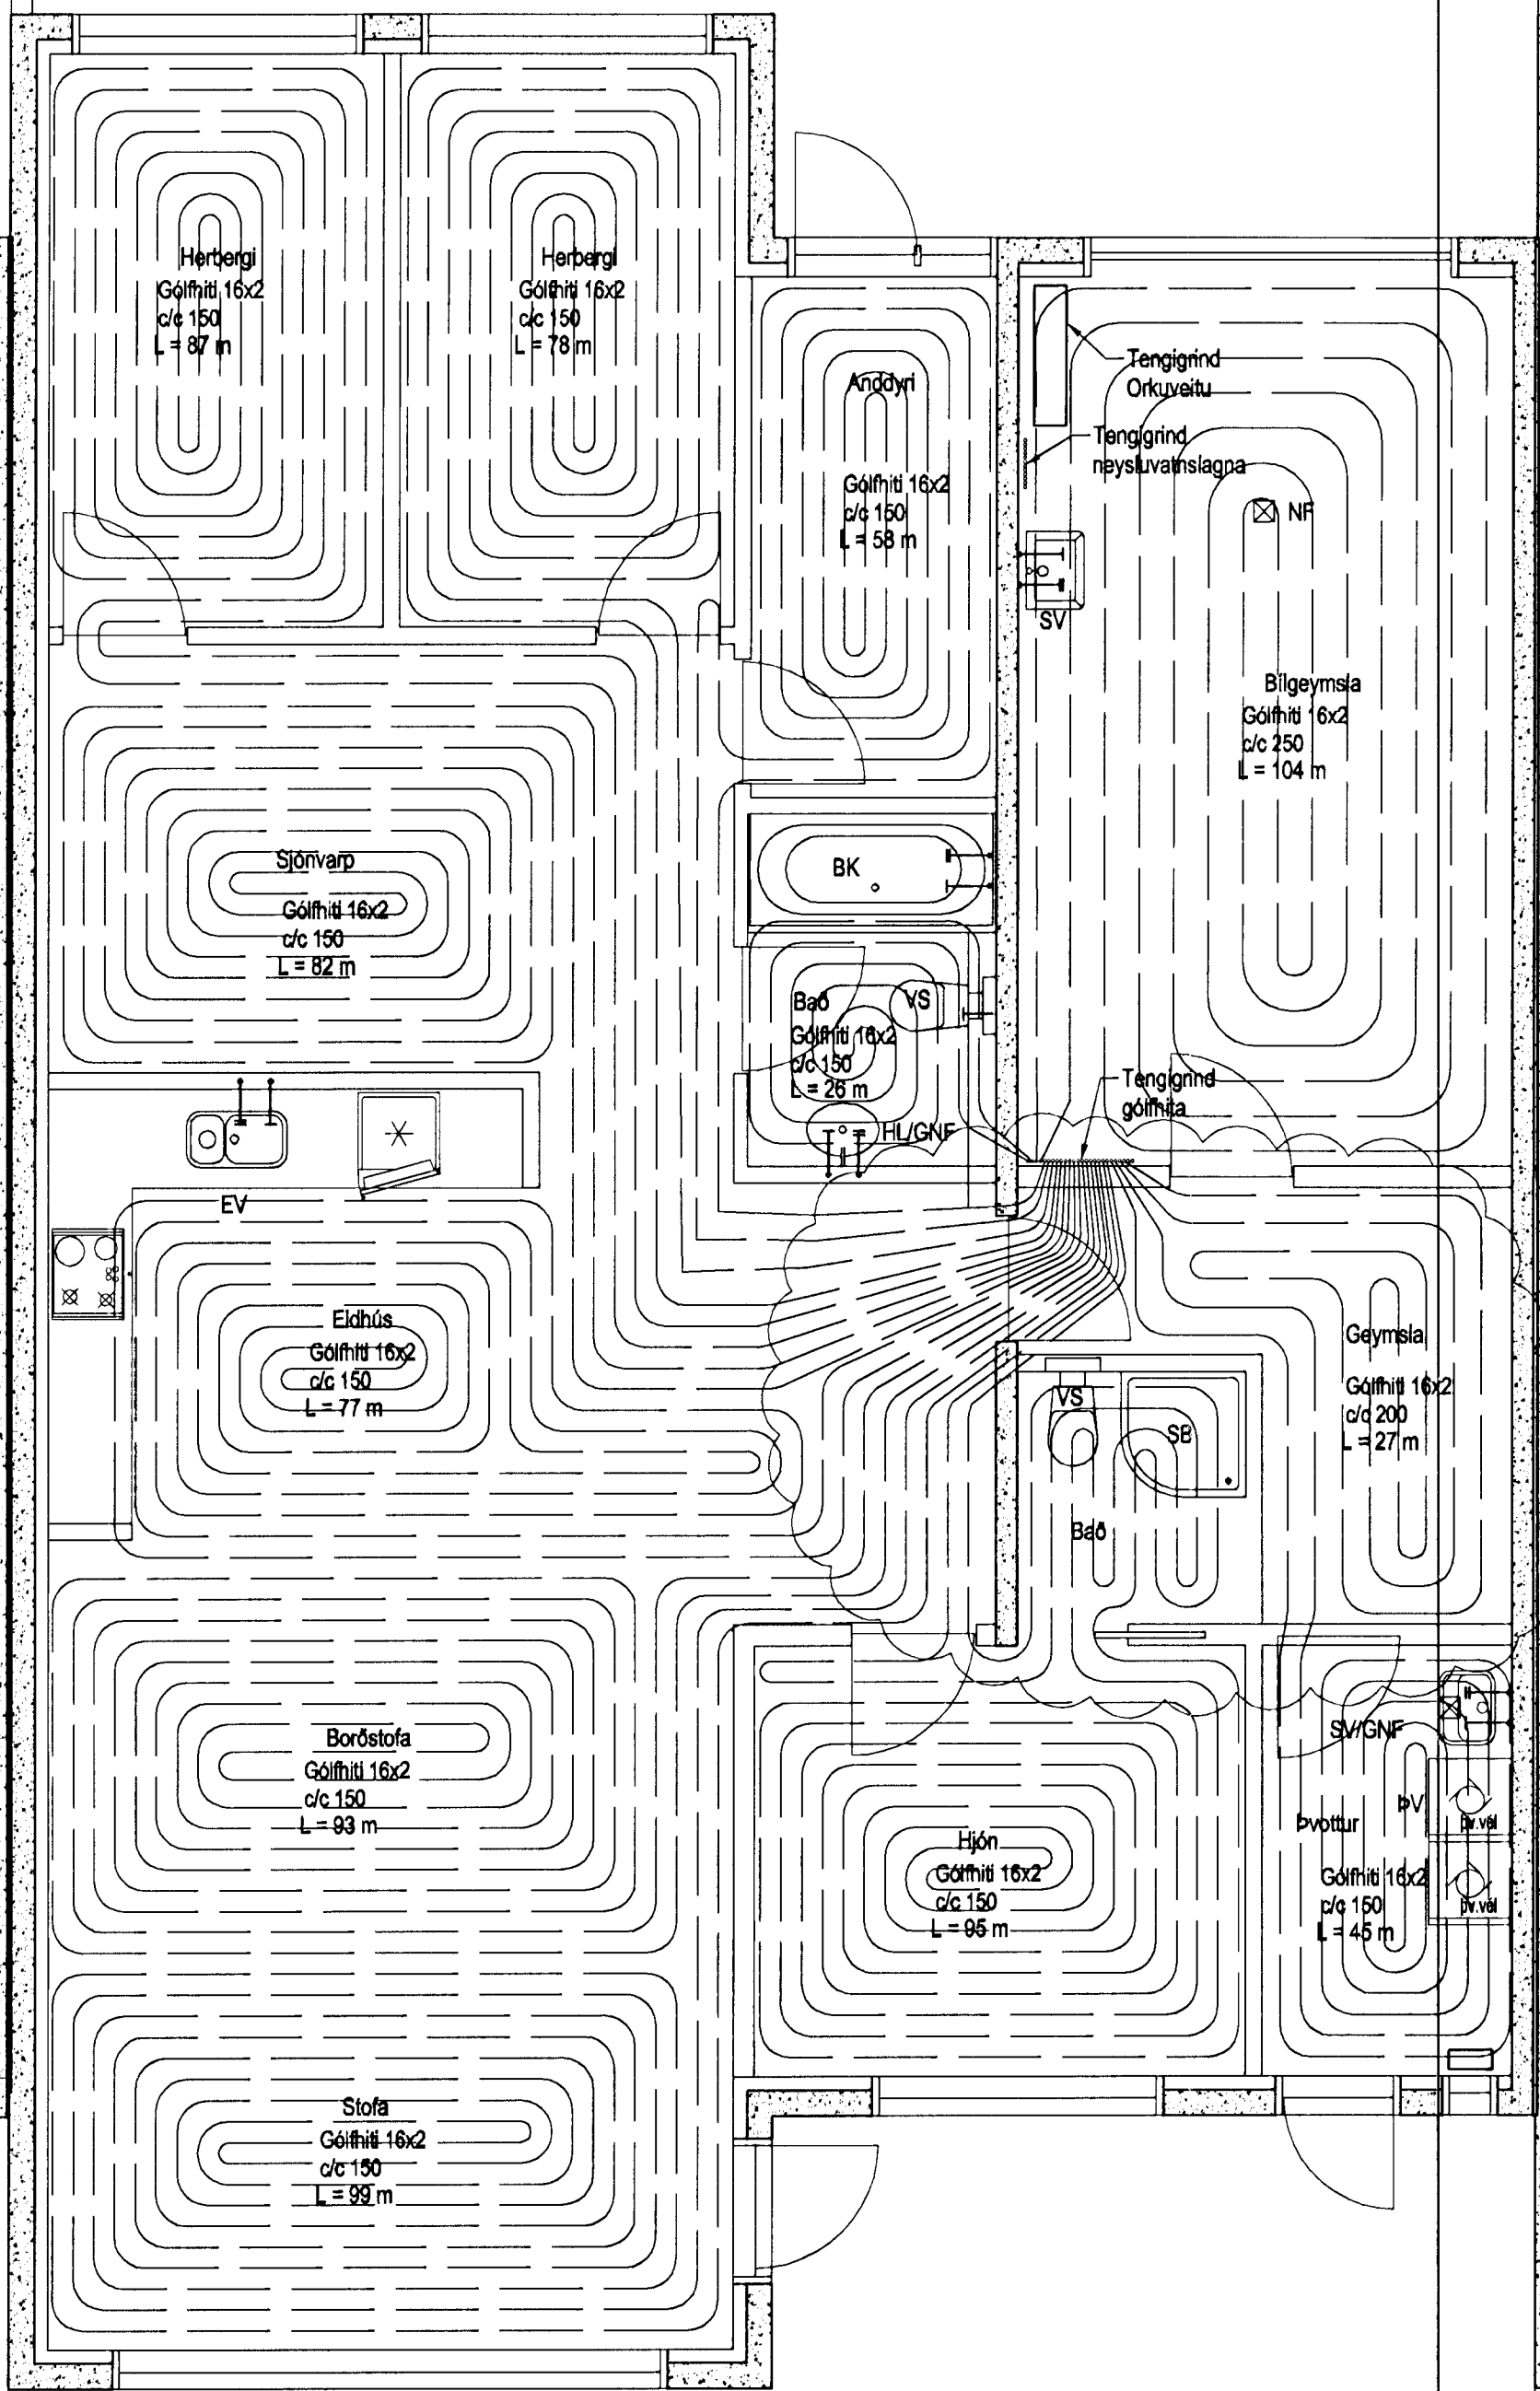 Herbergi
Gólfhiti 16x2
c/c 150
L = 87 m
Herbergi
Gólfhiti 16x2
c/c 150
L = 78 m
Anddyri
Gólfhiti 16x2
c/c 150
L = 58 m
Tengigrind
Orkuveitu
Tengigrind
neysluvatnslagna
NF
SV
Bílgeymsla
Gólfhiti 16x2
c/c 250
L = 104 m
Sjónvarp
Gólfhiti 16x2
c/c 150
L = 82 m
BK
Bað
VS
Gólfhiti 16x2
c/c 150
L = 26 m
HL/GNF
Tengigrind
gólfhita
EV
Eldhús
Gólfhiti 16x2
c/c 150
L = 77 m
VS
SB
Bað
Geymsla
Gólfhiti 16x2
c/c 200
L = 27 m
Borðstofa
Gólfhiti 16x2
c/c 150
L = 93 m
Hjón
Gólfhiti 16x2
c/c 150
L = 95 m
SV/GNF
ÞV
þv.vél
Þvottur
Gólfhiti 16x2
c/c 150
L = 45 m
þv.vél
Stofa
Gólfhiti 16x2
c/c 150
L = 99 m